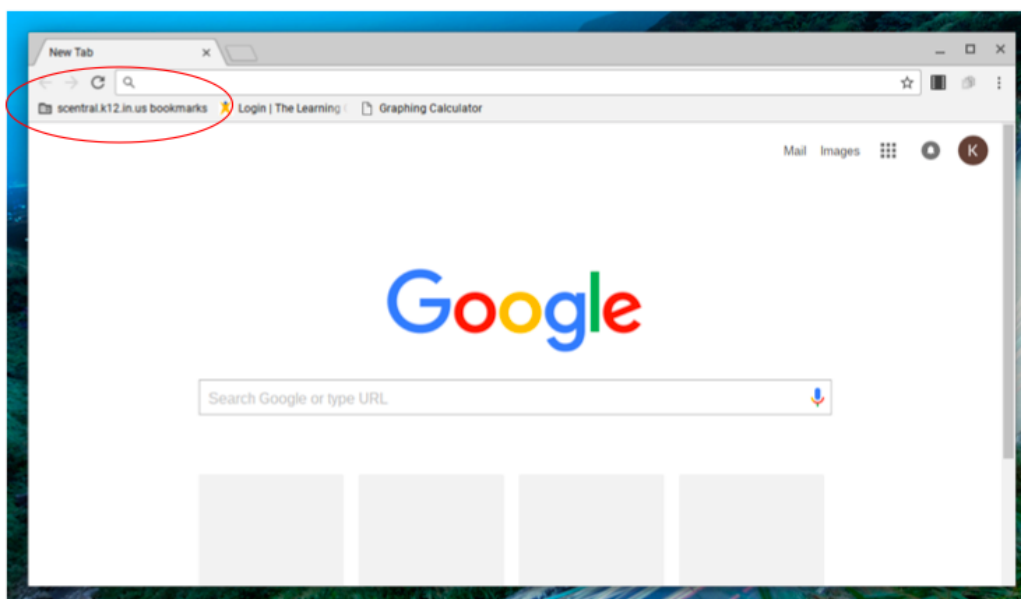 New Tab
scentral.k12.in.us bookmarks Login | The Learning Graphing Calculator
Mail Images K
Google
Search Google or type URL